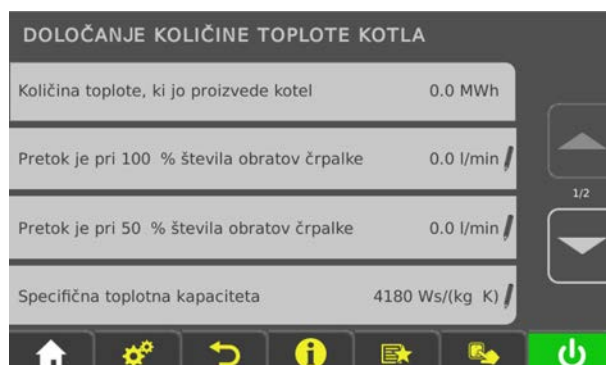 DOLOČANJE KOLIČINE TOPLOTE KOTLA
Količina toplote, ki jo proizvede kotel 0.0 MWh
Pretok je pri 100 % števila obratov črpalke 0.0 l/min
1/2
Pretok je pri 50 % števila obratov črpalke 0.0 l/min
Specifična toplotna kapaciteta 4180 Ws/(kg K)